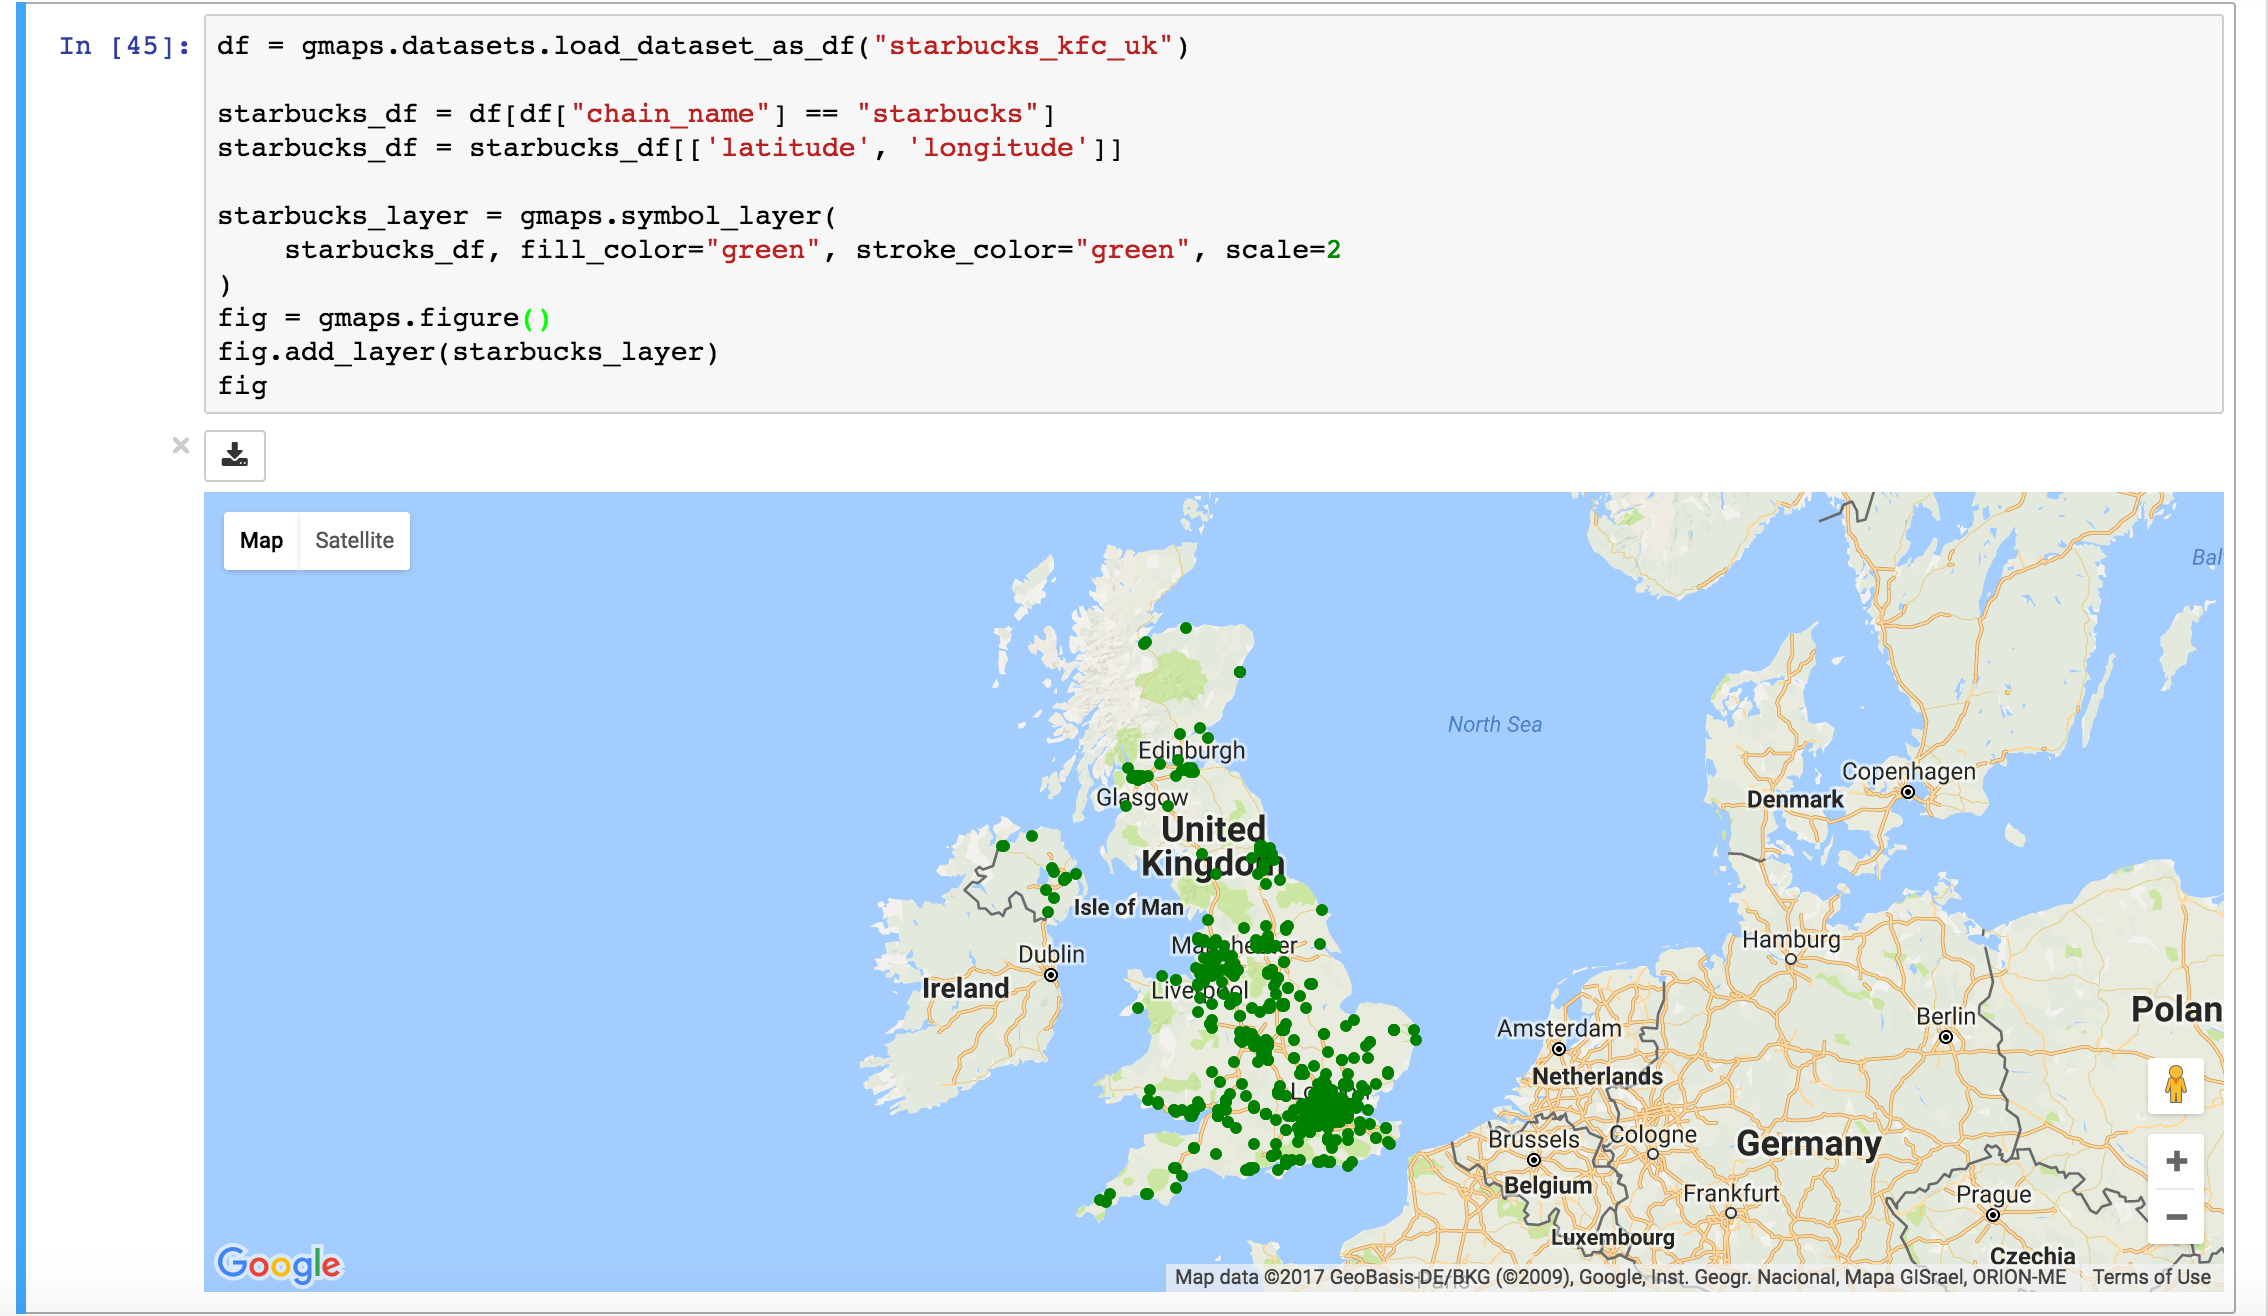 In [45]:
df = gmaps.datasets.load_dataset_as_df("starbucks_kfc_uk")
starbucks_df = df[df["chain_name"] == "starbucks"]
starbucks_df = starbucks_df[['latitude', 'longitude']]
starbucks_layer = gmaps.symbol_layer(
    starbucks_df, fill_color="green", stroke_color="green", scale=2
)
fig = gmaps.figure()
fig.add_layer(starbucks_layer)
fig
Map Satellite
Bal
North Sea
Edinburgh
Copenhagen
Glasgow
Denmark
United
Kingdom
Isle of Man
Hamburg
Dublin
Ireland
Liverpool
Polan
Berlin
Amsterdam
Netherlands
Brussels
Cologne
Germany
Belgium
Frankfurt
Prague
Luxembourg
Czechia
Google
Map data ©2017 GeoBasis-DE/BKG (©2009), Google, Inst. Geogr. Nacional, Mapa GISrael, ORION-ME Terms of Use